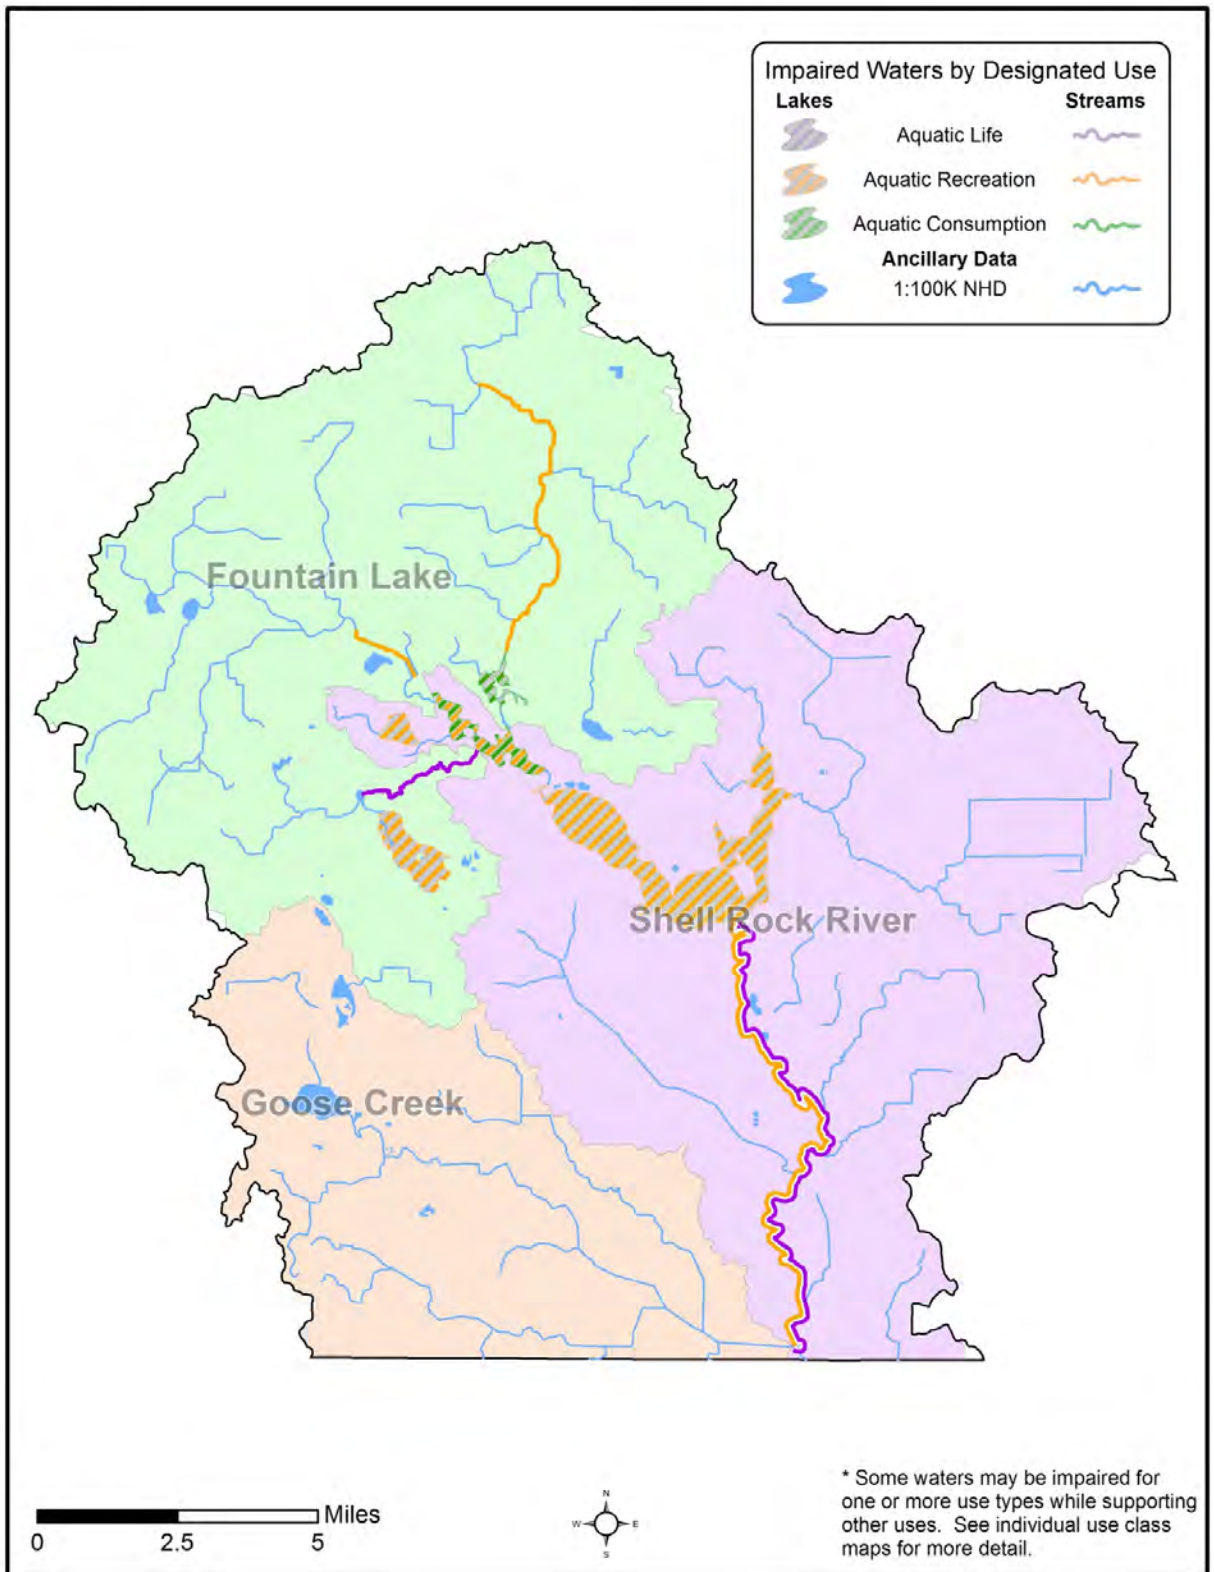 Impaired Waters by Designated Use
Lakes Streams
Aquatic Life
Aquatic Recreation
Aquatic Consumption
Ancillary Data
1:100K NHD
Fountain Lake
Shell Rock River
Goose Creek
Miles
0 2.5 5
N
W E
S
* Some waters may be impaired for
one or more use types while supporting
other uses. See individual use class
maps for more detail.